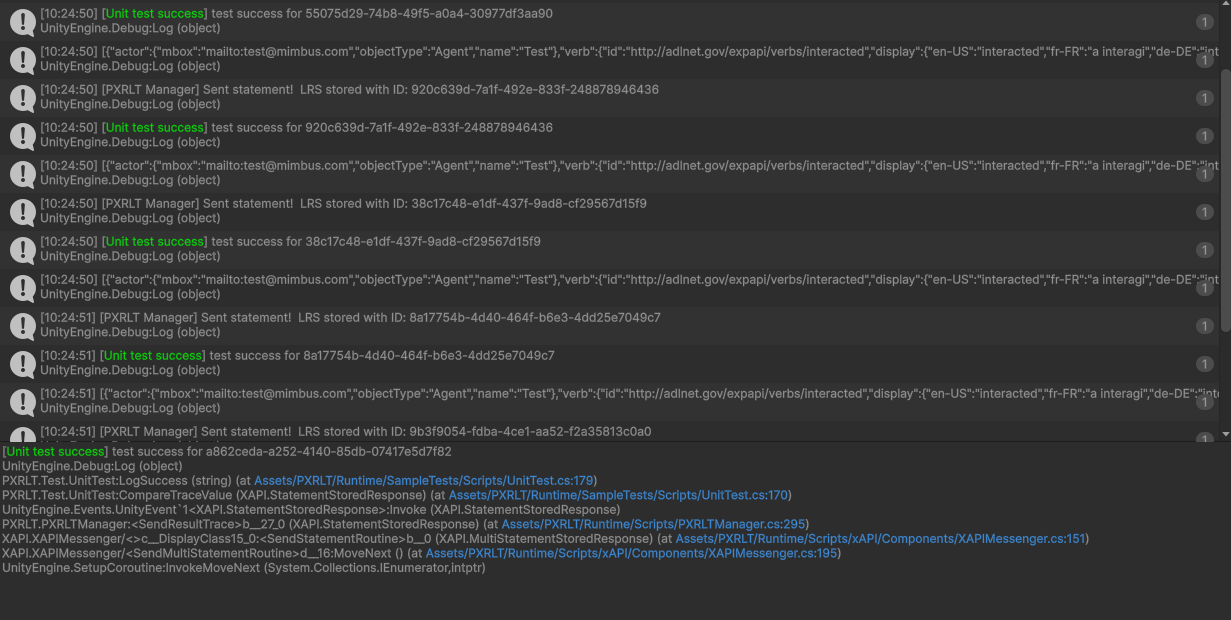 [10:24:50] [Unit test success] test success for 55075d29-74b8-49f5-a0a4-30977df3aa90
UnityEngine.Debug:Log (object)
1
[10:24:50] [{"actor":{"mbox":"mailto:test@mimbus.com","objectType":"Agent","name":"Test"},"verb":{"id":"http://adlnet.gov/expapi/verbs/interacted","display":{"en-US":"interacted","fr-FR":"a interagi","de-DE":"int
UnityEngine.Debug:Log (object)
1
[10:24:50] [PXRLT Manager] Sent statement!  LRS stored with ID: 920c639d-7a1f-492e-833f-248878946436
UnityEngine.Debug:Log (object)
1
[10:24:50] [Unit test success] test success for 920c639d-7a1f-492e-833f-248878946436
UnityEngine.Debug:Log (object)
1
[10:24:50] [{"actor":{"mbox":"mailto:test@mimbus.com","objectType":"Agent","name":"Test"},"verb":{"id":"http://adlnet.gov/expapi/verbs/interacted","display":{"en-US":"interacted","fr-FR":"a interagi","de-DE":"int
UnityEngine.Debug:Log (object)
1
[10:24:50] [PXRLT Manager] Sent statement!  LRS stored with ID: 38c17c48-e1df-437f-9ad8-cf29567d15f9
UnityEngine.Debug:Log (object)
1
[10:24:50] [Unit test success] test success for 38c17c48-e1df-437f-9ad8-cf29567d15f9
UnityEngine.Debug:Log (object)
1
[10:24:50] [{"actor":{"mbox":"mailto:test@mimbus.com","objectType":"Agent","name":"Test"},"verb":{"id":"http://adlnet.gov/expapi/verbs/interacted","display":{"en-US":"interacted","fr-FR":"a interagi","de-DE":"int
UnityEngine.Debug:Log (object)
1
[10:24:51] [PXRLT Manager] Sent statement!  LRS stored with ID: 8a17754b-4d40-464f-b6e3-4dd25e7049c7
UnityEngine.Debug:Log (object)
1
[10:24:51] [Unit test success] test success for 8a17754b-4d40-464f-b6e3-4dd25e7049c7
UnityEngine.Debug:Log (object)
1
[10:24:51] [{"actor":{"mbox":"mailto:test@mimbus.com","objectType":"Agent","name":"Test"},"verb":{"id":"http://adlnet.gov/expapi/verbs/interacted","display":{"en-US":"interacted","fr-FR":"a interagi","de-DE":"int
UnityEngine.Debug:Log (object)
1
[10:24:51] [PXRLT Manager] Sent statement!  LRS stored with ID: 9b3f9054-fdba-4ce1-aa52-f2a35813c0a0
1
[Unit test success] test success for a862ceda-a252-4140-85db-07417e5d7f82
UnityEngine.Debug:Log (object)
PXRLT.Test.UnitTest:LogSuccess (string) (at Assets/PXRLT/Runtime/SampleTests/Scripts/UnitTest.cs:179)
PXRLT.Test.UnitTest:CompareTraceValue (XAPI.StatementStoredResponse) (at Assets/PXRLT/Runtime/SampleTests/Scripts/UnitTest.cs:170)
UnityEngine.Events.UnityEvent`1<XAPI.StatementStoredResponse>:Invoke (XAPI.StatementStoredResponse)
PXRLT.PXRLTManager:<SendResultTrace>b__27_0 (XAPI.StatementStoredResponse) (at Assets/PXRLT/Runtime/Scripts/PXRLTManager.cs:295)
XAPI.XAPIMessenger/<>c__DisplayClass15_0:<SendStatementRoutine>b__0 (XAPI.MultiStatementStoredResponse) (at Assets/PXRLT/Runtime/Scripts/xAPI/Components/XAPIMessenger.cs:151)
XAPI.XAPIMessenger/<SendMultiStatementRoutine>d__16:MoveNext () (at Assets/PXRLT/Runtime/Scripts/xAPI/Components/XAPIMessenger.cs:195)
UnityEngine.SetupCoroutine:InvokeMoveNext (System.Collections.IEnumerator,intptr)